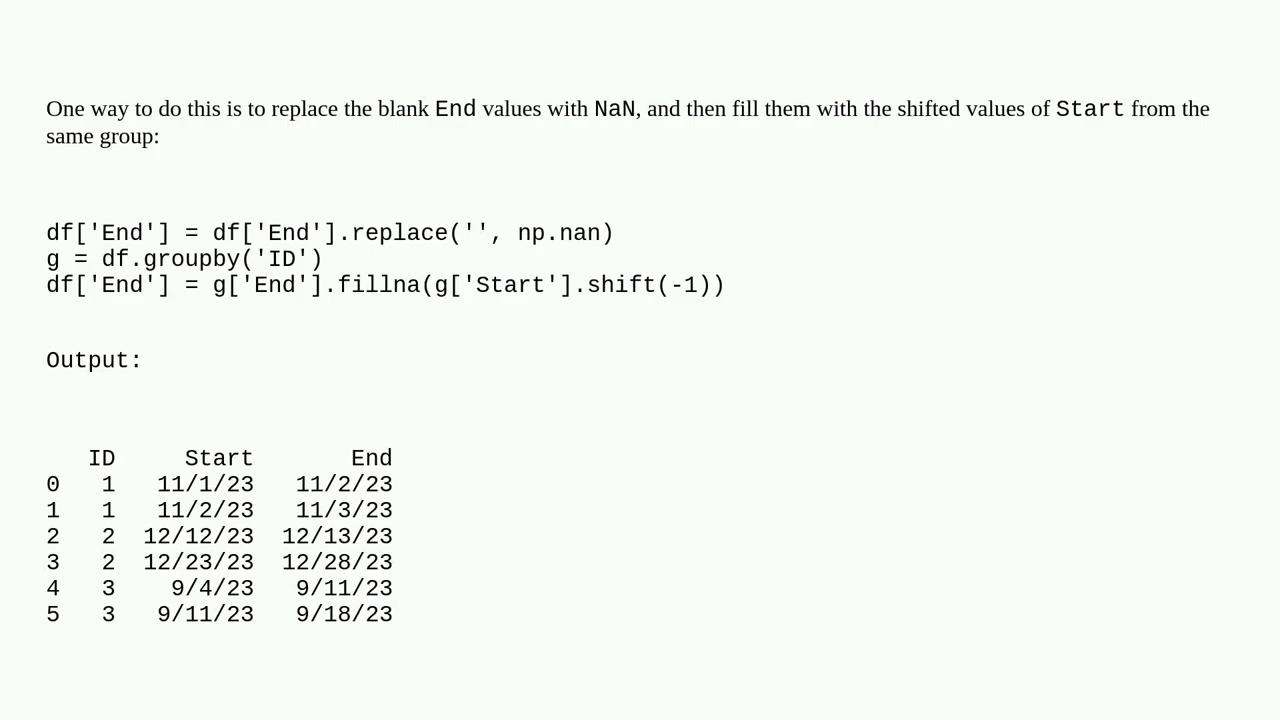 One way to do this is to replace the blank End values with NaN, and then fill them with the shifted values of Start from the
same group:
df['End'] = df['End'].replace('', np.nan)
g = df.groupby('ID')
df['End'] = g['End'].fillna(g['Start'].shift(-1))
Output:
   ID     Start       End
0   1   11/1/23   11/2/23
1   1   11/2/23   11/3/23
2   2  12/12/23  12/13/23
3   2  12/23/23  12/28/23
4   3    9/4/23   9/11/23
5   3   9/11/23   9/18/23